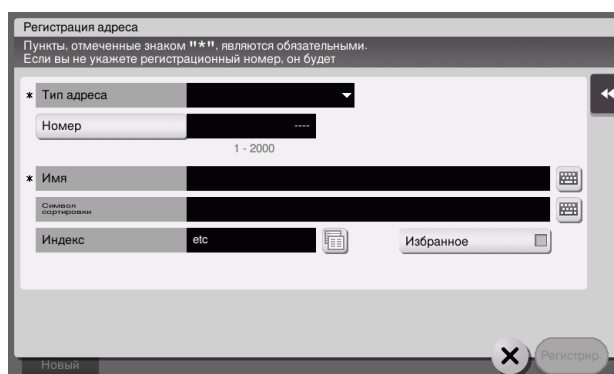 Регистрация адреса
Пункты, отмеченные знаком "*", являются обязательными.
Если вы не укажете регистрационный номер, он будет
* Тип адреса
Номер ----
1 - 2000
* Имя
Символ
сортировки
Индекс etc Избранное
Новый Регистрир.